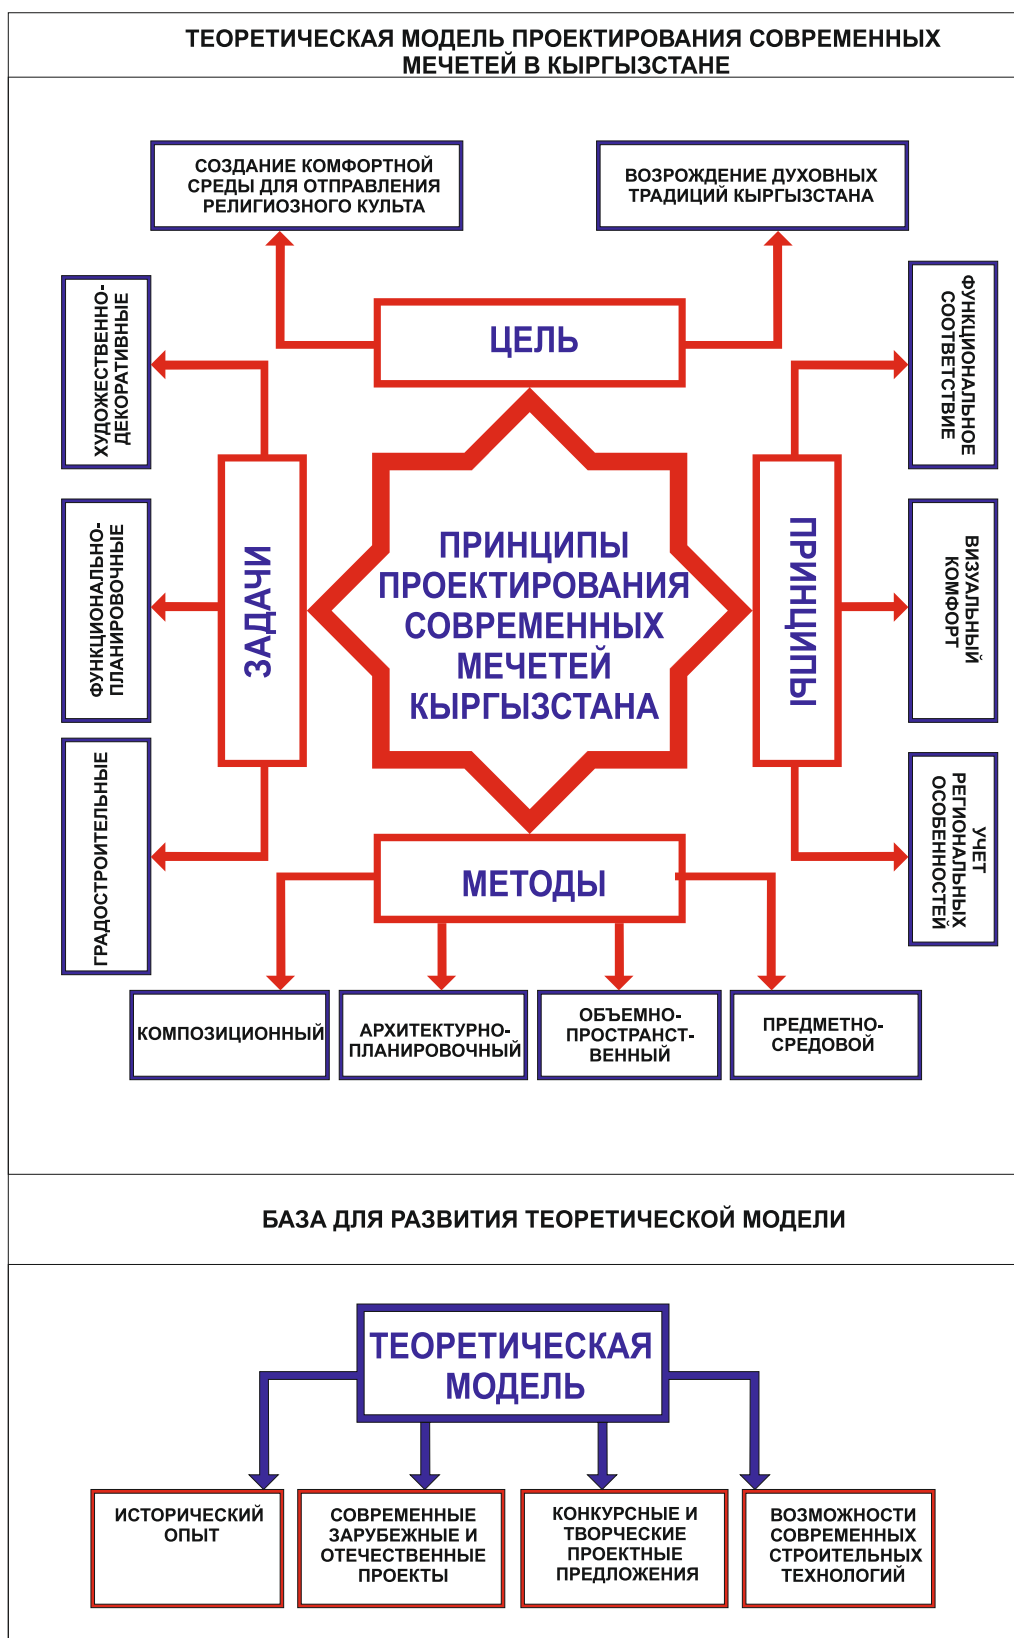 ТЕОРЕТИЧЕСКАЯ МОДЕЛЬ ПРОЕКТИРОВАНИЯ СОВРЕМЕННЫХ
МЕЧЕТЕЙ В КЫРГЫЗСТАНЕ
СОЗДАНИЕ КОМФОРТНОЙ
СРЕДЫ ДЛЯ ОТПРАВЛЕНИЯ
РЕЛИГИОЗНОГО КУЛЬТА
ВОЗРОЖДЕНИЕ ДУХОВНЫХ
ТРАДИЦИЙ КЫРГЫЗСТАНА
ЦЕЛЬ
ХУДОЖЕСТВЕННО-
ДЕКОРАТИВНЫЕ
ФУНКЦИОНАЛЬНО-
ПЛАНИРОВОЧНЫЕ
ГРАДОСТРОИТЕЛЬНЫЕ
ЗАДАЧИ
ПРИНЦИПЫ
ПРОЕКТИРОВАНИЯ
СОВРЕМЕННЫХ
МЕЧЕТЕЙ
КЫРГЫЗСТАНА
ПРИНЦИПЫ
ФУНКЦИОНАЛЬНОЕ
СООТВЕТСТВИЕ
ВИЗУАЛЬНЫЙ
КОМФОРТ
УЧЕТ
РЕГИОНАЛЬНЫХ
ОСОБЕННОСТЕЙ
МЕТОДЫ
КОМПОЗИЦИОННЫЙ
АРХИТЕКТУРНО-
ПЛАНИРОВОЧНЫЙ
ОБЪЕМНО-
ПРОСТРАНСТ-
ВЕННЫЙ
ПРЕДМЕТНО-
СРЕДОВОЙ
БАЗА ДЛЯ РАЗВИТИЯ ТЕОРЕТИЧЕСКОЙ МОДЕЛИ
ТЕОРЕТИЧЕСКАЯ
МОДЕЛЬ
ИСТОРИЧЕСКИЙ
ОПЫТ
СОВРЕМЕННЫЕ
ЗАРУБЕЖНЫЕ И
ОТЕЧЕСТВЕННЫЕ
ПРОЕКТЫ
КОНКУРСНЫЕ И
ТВОРЧЕСКИЕ
ПРОЕКТНЫЕ
ПРЕДЛОЖЕНИЯ
ВОЗМОЖНОСТИ
СОВРЕМЕННЫХ
СТРОИТЕЛЬНЫХ
ТЕХНОЛОГИЙ